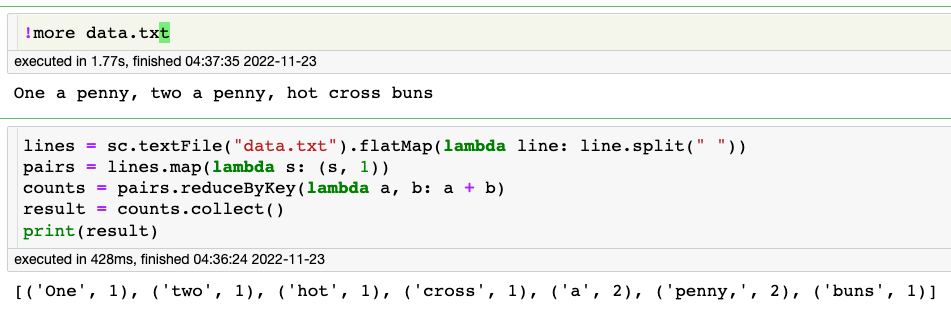 !more data.txt
executed in 1.77s, finished 04:37:35 2022-11-23
One a penny, two a penny, hot cross buns
lines = sc.textFile("data.txt").flatMap(lambda line: line.split(" "))
pairs = lines.map(lambda s: (s, 1))
counts = pairs.reduceByKey(lambda a, b: a + b)
result = counts.collect()
print(result)
executed in 428ms, finished 04:36:24 2022-11-23
[('One', 1), ('two', 1), ('hot', 1), ('cross', 1), ('a', 2), ('penny,', 2), ('buns', 1)]